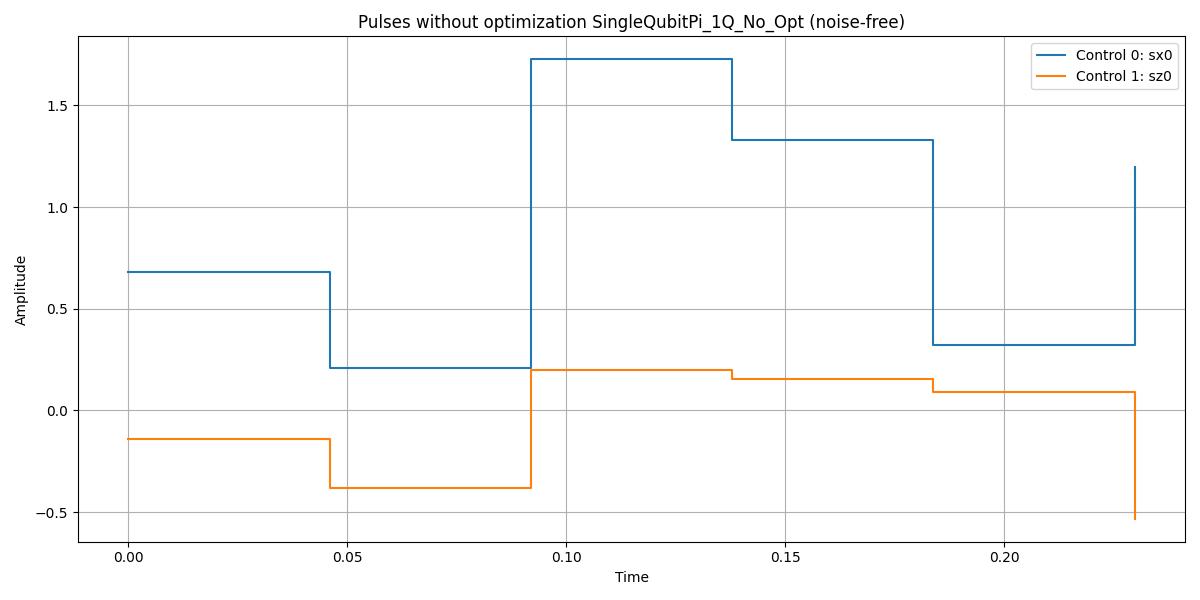 Pulses without optimization SingleQubitPi_1Q_No_Opt (noise-free)
Control 0: sx0
Control 1: sz0
Amplitude
1.5
1.0
0.5
0.0
−0.5
0.00
0.05
0.10
0.15
0.20
Time